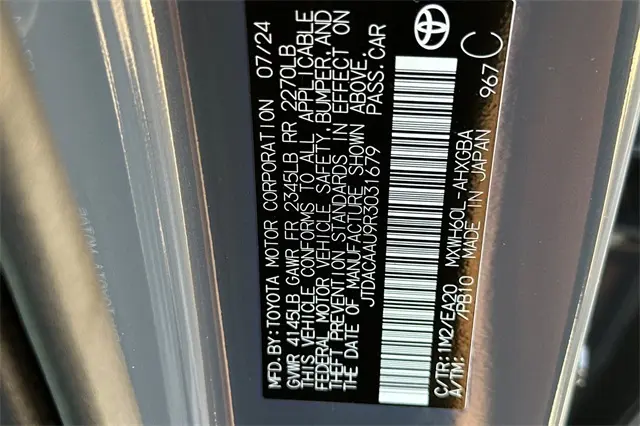 MFD.BY:TOYOTA MOTOR CORPORATION 07/24
GVWR 4145LB GAWR FR 2345LB RR 2270LB
THIS VEHICLE CONFORMS TO ALL APPLICABLE
FEDERAL MOTOR VEHICLE SAFETY, BUMPER, AND
THEFT PREVENTION STANDARDS IN EFFECT ON
THE DATE OF MANUFACTURE SHOWN ABOVE.
JTDACAAU9R3031679 PASS CAR
C/TR: 1M2/EA20 MXWH60L-AHXGBA
A/TM: /PB10 MADE IN JAPAN 967 C